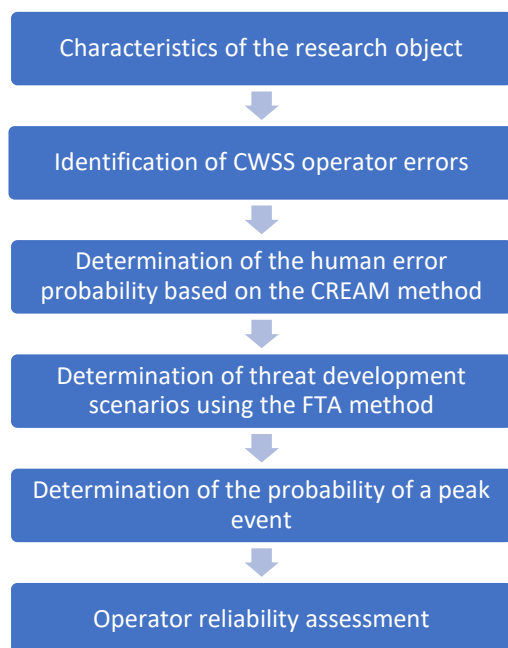 Characteristics of the research object
Identification of CWSS operator errors
Determination of the human error
probability based on the CREAM method
Determination of threat development
scenarios using the FTA method
Determination of the probability of a peak
event
Operator reliability assessment